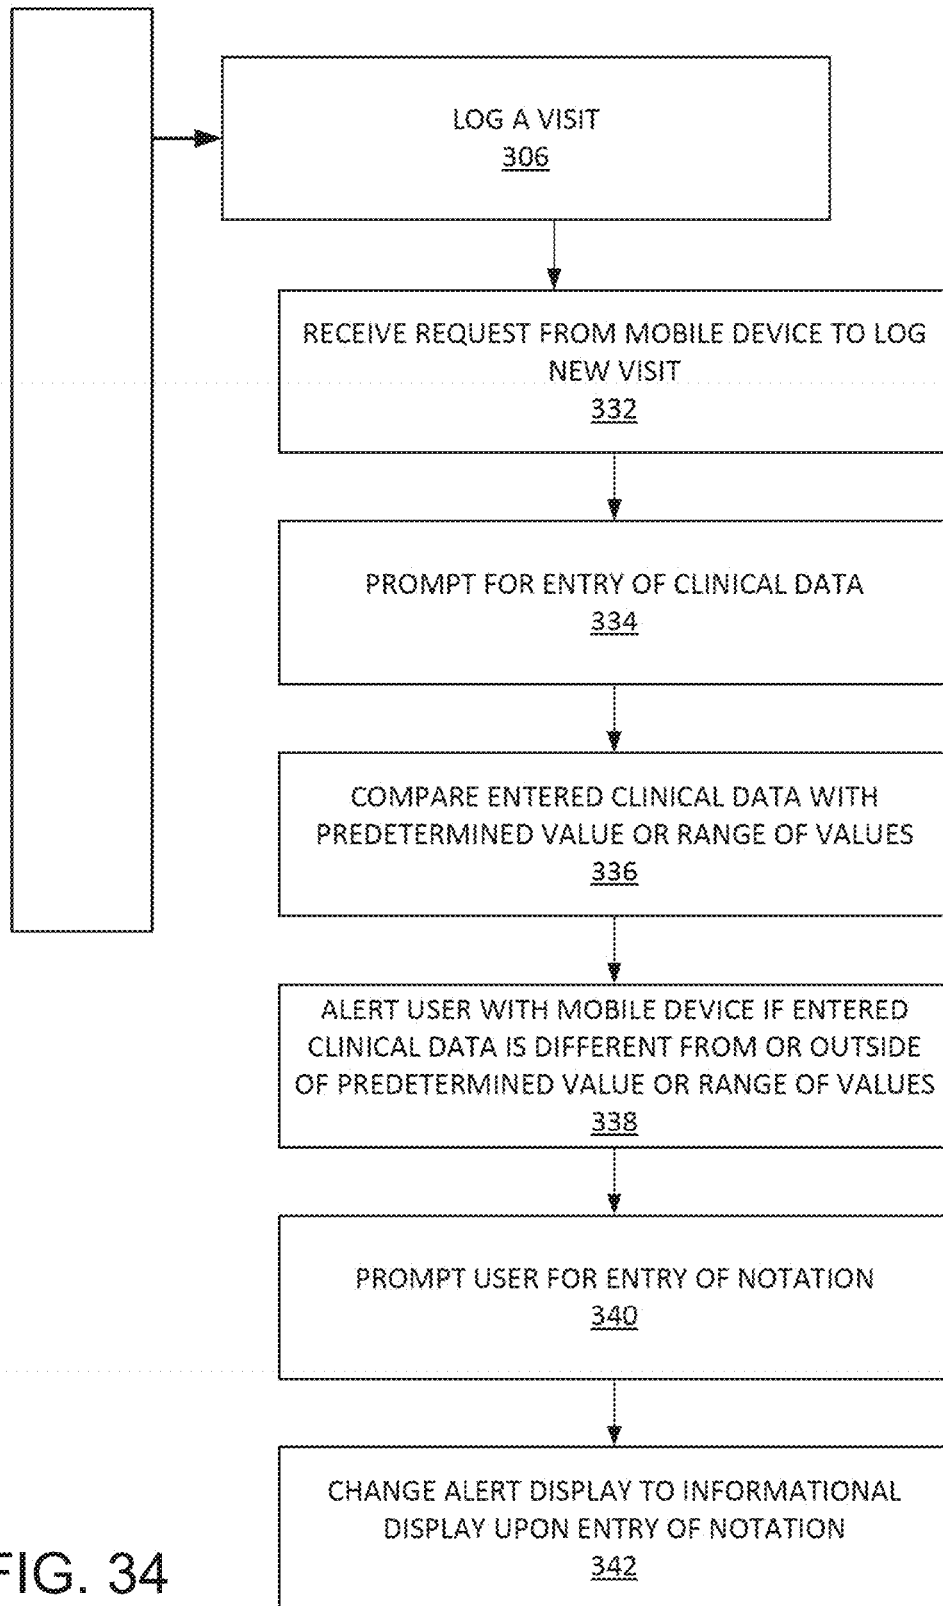 LOG A VISIT
306
RECEIVE REQUEST FROM MOBILE DEVICE TO LOG
NEW VISIT
332
PROMPT FOR ENTRY OF CLINICAL DATA
334
COMPARE ENTERED CLINICAL DATA WITH
PREDETERMINED VALUE OR RANGE OF VALUES
336
ALERT USER WITH MOBILE DEVICE IF ENTERED
CLINICAL DATA IS DIFFERENT FROM OR OUTSIDE
OF PREDETERMINED VALUE OR RANGE OF VALUES
338
PROMPT USER FOR ENTRY OF NOTATION
340
CHANGE ALERT DISPLAY TO INFORMATIONAL
DISPLAY UPON ENTRY OF NOTATION
342
FIG. 34